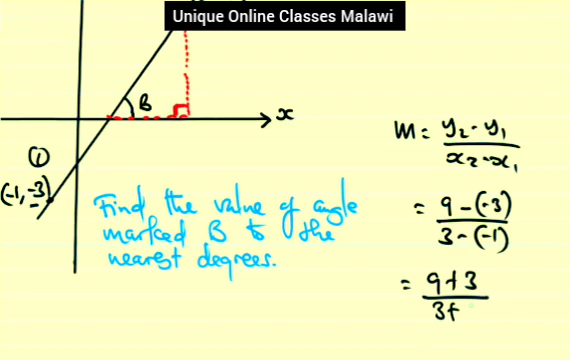 Unique Online Classes Malawi
B
x
①
(-1, -3)
Find the value of angle
marked B to the
nearest degrees.
M = y₂ - y₁ / x₂ - x₁
= 9 - (-3) / 3 - (-1)
= 9 + 3 / 3 +